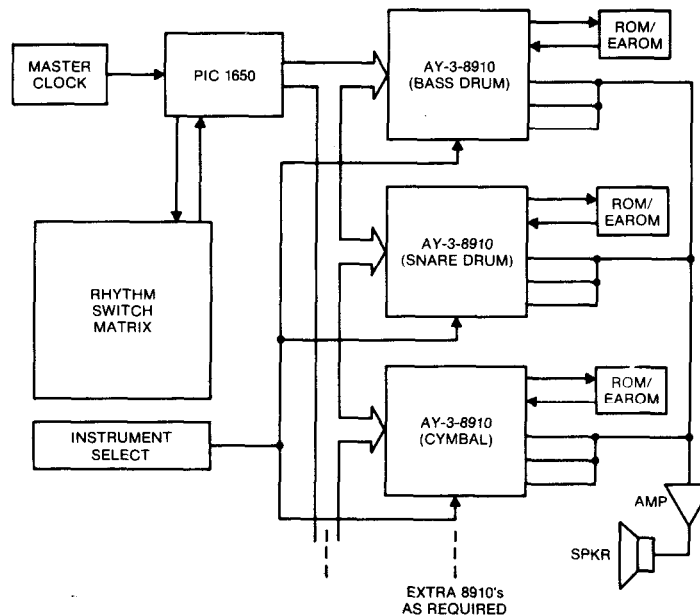 MASTER
CLOCK
PIC 1650
AY-3-8910
(BASS DRUM)
ROM/
EAROM
RHYTHM
SWITCH
MATRIX
AY-3-8910
(SNARE DRUM)
ROM/
EAROM
INSTRUMENT
SELECT
AY-3-8910
(CYMBAL)
ROM/
EAROM
AMP
SPKR
EXTRA 8910's
AS REQUIRED